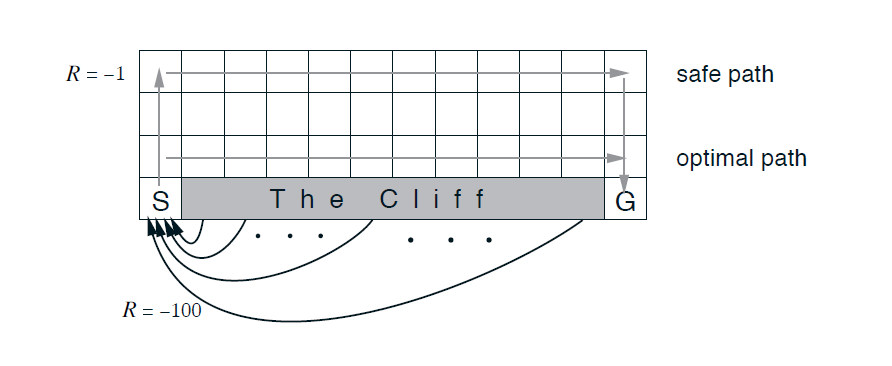 R = −1
safe path
optimal path
S
The Cliff
G
R = −100